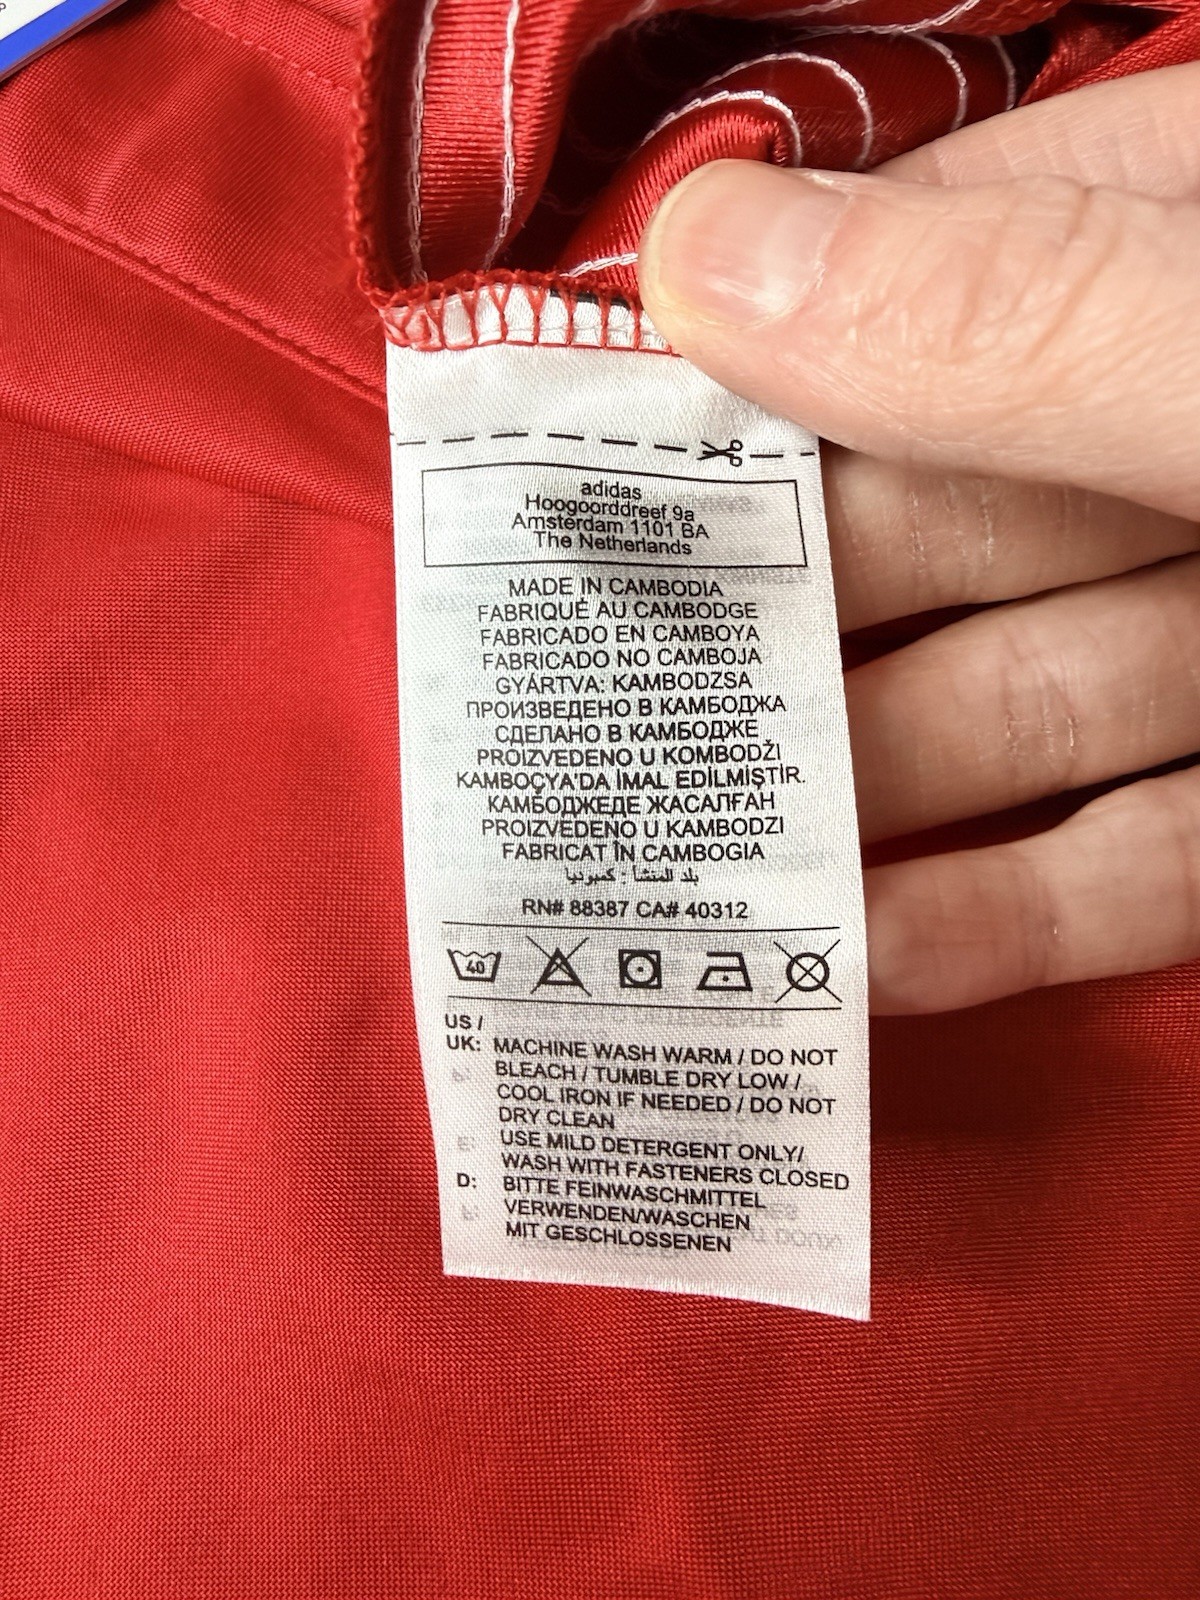 adidas
Hoogoorddreef 9a
Amsterdam 1101 BA
The Netherlands
MADE IN CAMBODIA
FABRIQUÉ AU CAMBODGE
FABRICADO EN CAMBOYA
FABRICADO NO CAMBOJA
GYÁRTVA: KAMBODZSA
ПРОИЗВЕДЕНО В КАМБОДЖА
СДЕЛАНО В КАМБОДЖЕ
PROIZVEDENO U KOMBODŽI
KAMBOÇYA'DA İMAL EDİLMİŞTİR.
КАМБОДЖЕДЕ ЖАСАЛҒАН
PROIZVEDENO U KAMBODZI
FABRICAT ÎN CAMBOGIA
بلد المنشأ : كمبوديا
RN# 88387 CA# 40312
40
US /
UK: MACHINE WASH WARM / DO NOT
BLEACH / TUMBLE DRY LOW /
COOL IRON IF NEEDED / DO NOT
DRY CLEAN
USE MILD DETERGENT ONLY/
WASH WITH FASTENERS CLOSED
D: BITTE FEINWASCHMITTEL
VERWENDEN/WASCHEN
MIT GESCHLOSSENEN